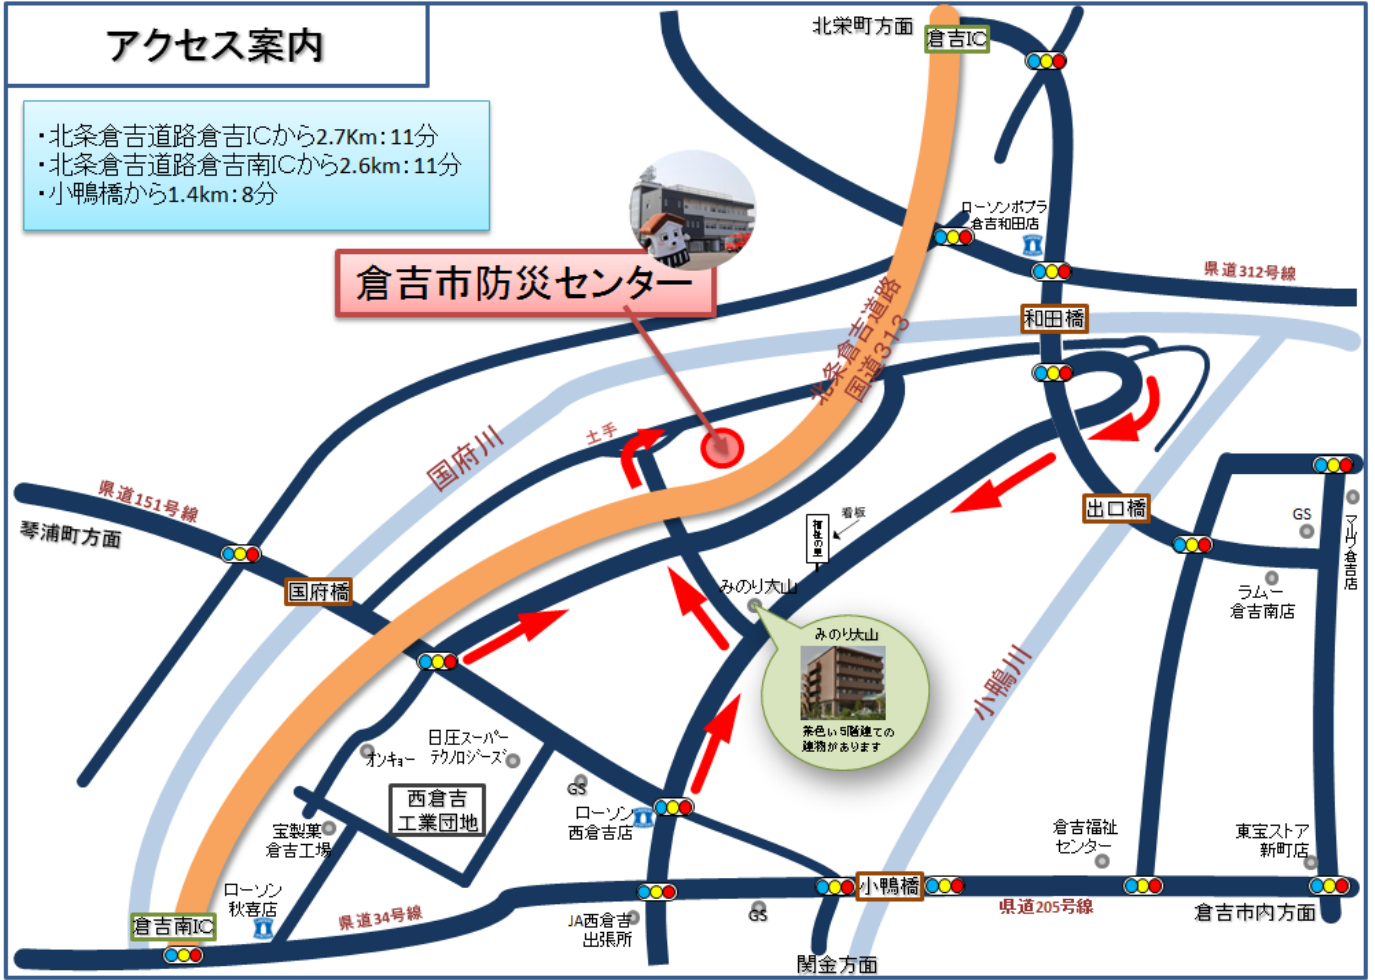 アクセス案内
・北条倉吉道路倉吉ICから2.7Km：11分
・北条倉吉道路倉吉南ICから2.6km：11分
・小鴨橋から1.4km：8分
北栄町方面
倉吉IC
ローソンポプラ
倉吉和田店
県道312号線
倉吉市防災センター
和田橋
北条倉吉道路
国道313
土手
国府川
県道151号線
琴浦町方面
出口橋
GS
マルワ倉吉店
看板
福祉の里
国府橋
みのり大山
ラムー
倉吉南店
みのり大山
茶色い5階建ての
建物があります
小鴨川
日圧スーパー
テクノロジーズ
オンキョー
西倉吉
工業団地
GS
ローソン
西倉吉店
宝製菓
倉吉工場
倉吉福祉
センター
東宝ストア
新町店
ローソン
秋喜店
倉吉南IC
県道34号線
小鴨橋
GS
県道205号線
倉吉市内方面
JA西倉吉
出張所
関金方面